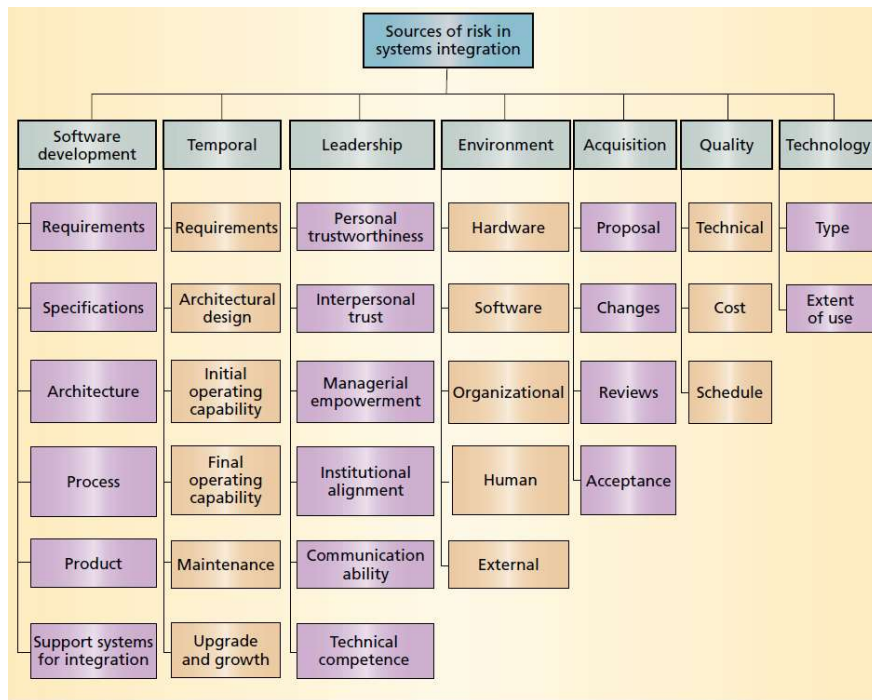 Sources of risk in
systems integration
Software
development
Temporal
Leadership
Environment
Acquisition
Quality
Technology
Requirements
Specifications
Architecture
Process
Product
Support systems
for integration
Requirements
Architectural
design
Initial
operating
capability
Final
operating
capability
Maintenance
Upgrade
and growth
Personal
trustworthiness
Interpersonal
trust
Managerial
empowerment
Institutional
alignment
Communication
ability
Technical
competence
Hardware
Software
Organizational
Human
External
Proposal
Changes
Reviews
Acceptance
Technical
Cost
Schedule
Type
Extent
of use